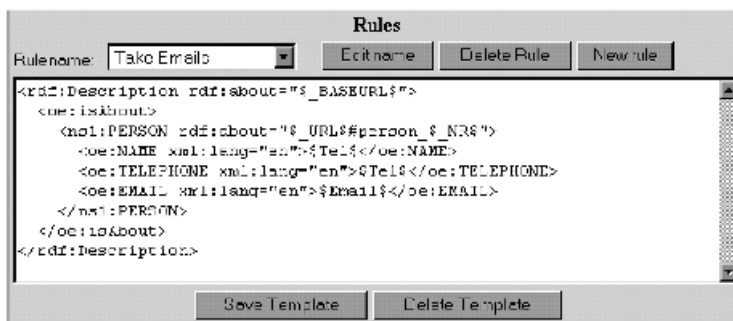 Rules
Rulename: Take Emails Edit name Delete Rule New rule
<rdf:Description rdf:about="$_BASEURL$">
<oe:isAbout>
<ns1:PERSON rdf:about="$_URL$#person_$_NR$">
<oe:NAME xml:lang="en">$Tel$</oe:NAME>
<oe:TELEPHONE xml:lang="en">$Tel$</oe:TELEPHONE>
<oe:EMAIL xml:lang="en">$Email$</oe:EMAIL>
</ns1:PERSON>
</oe:isAbout>
</rdf:Description>
Save Template Delete Template